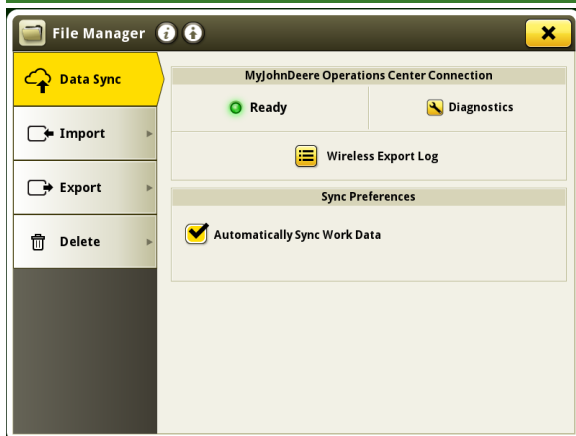 File Manager
Data Sync
Import
Export
Delete
MyJohnDeere Operations Center Connection
Ready
Diagnostics
Wireless Export Log
Sync Preferences
Automatically Sync Work Data